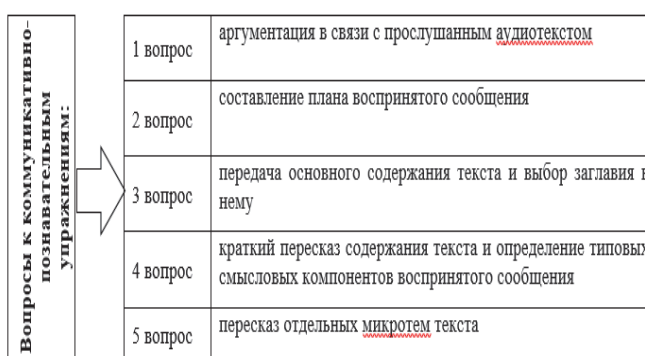 Вопросы к коммуникативно-
познавательным
упражнениям:
1 вопрос
аргументация в связи с прослушанным аудиотекстом
2 вопрос
составление плана воспринятого сообщения
3 вопрос
передача основного содержания текста и выбор заглавия к
нему
4 вопрос
краткий пересказ содержания текста и определение типовых
смысловых компонентов воспринятого сообщения
5 вопрос
пересказ отдельных микротем текста